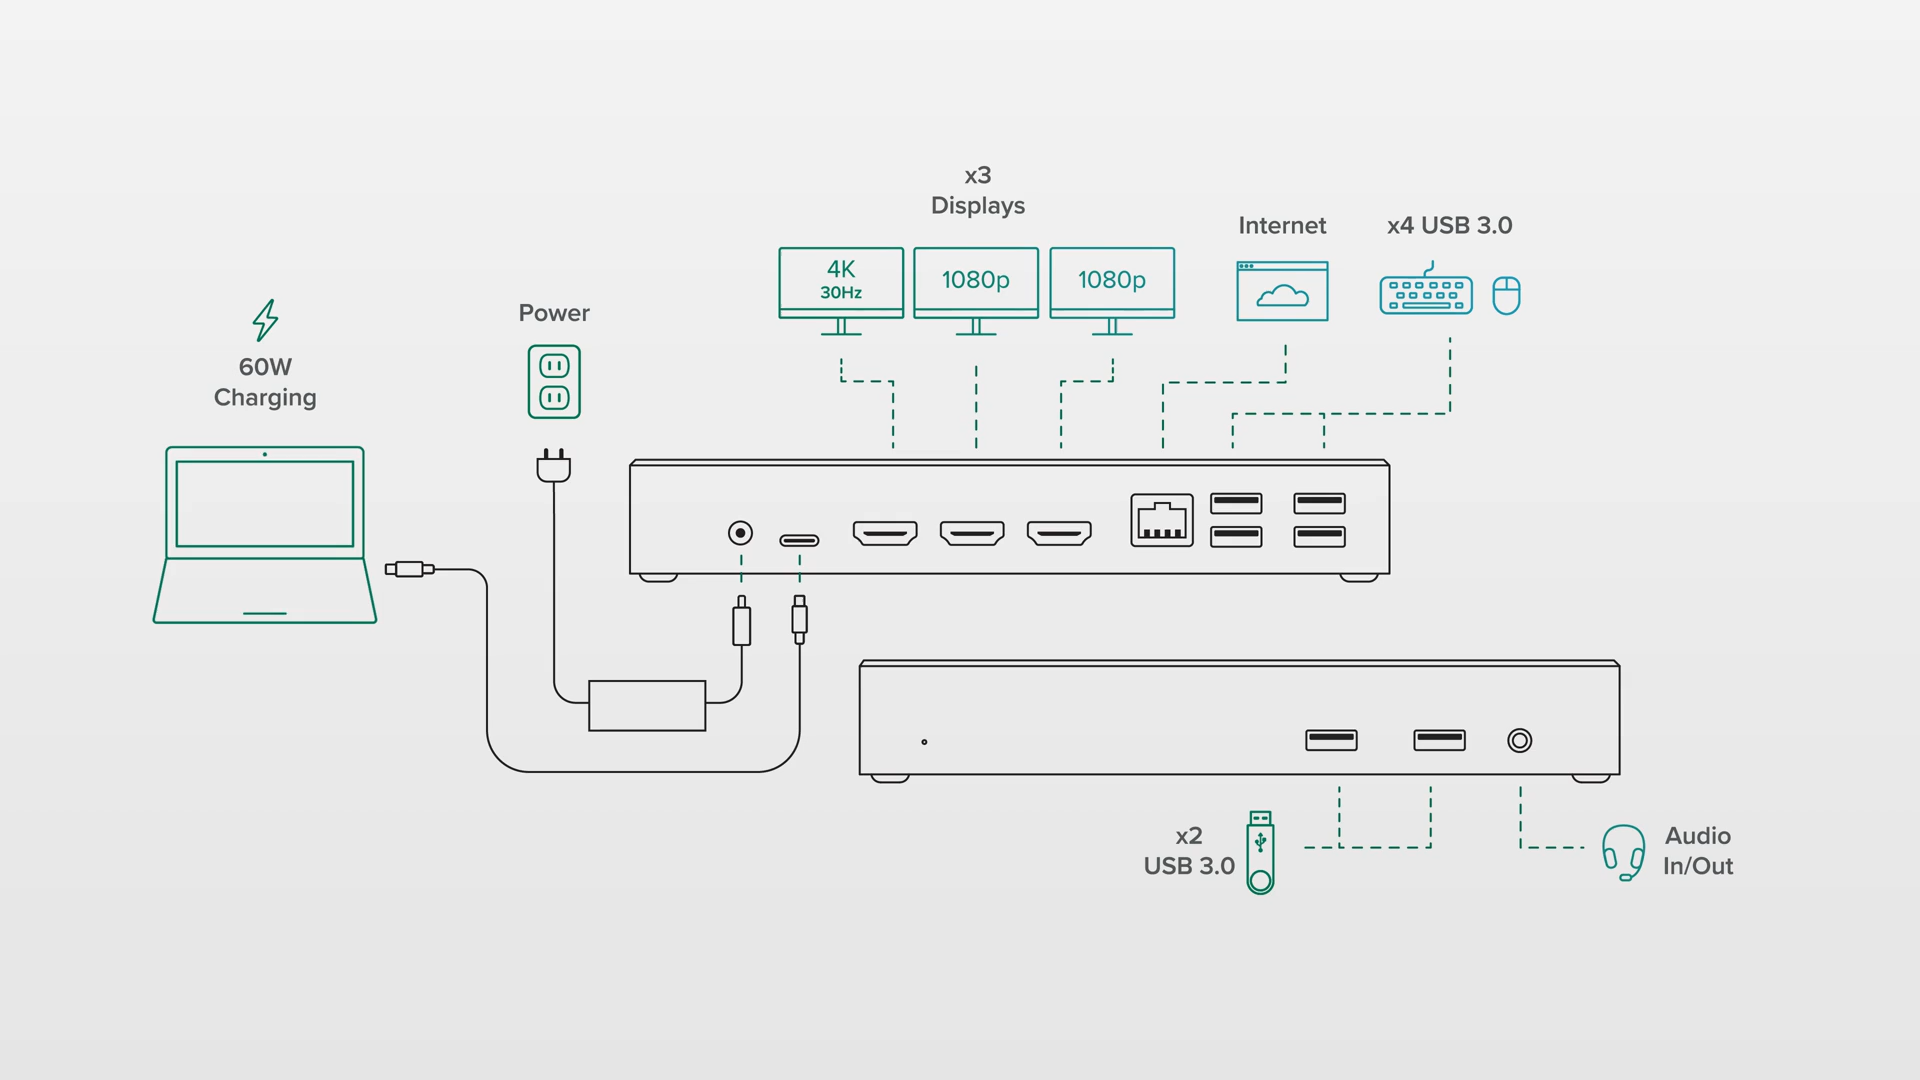 x3
Displays
Internet
x4 USB 3.0
4K
30Hz
1080p
1080p
Power
60W
Charging
x2
USB 3.0
Audio
In/Out